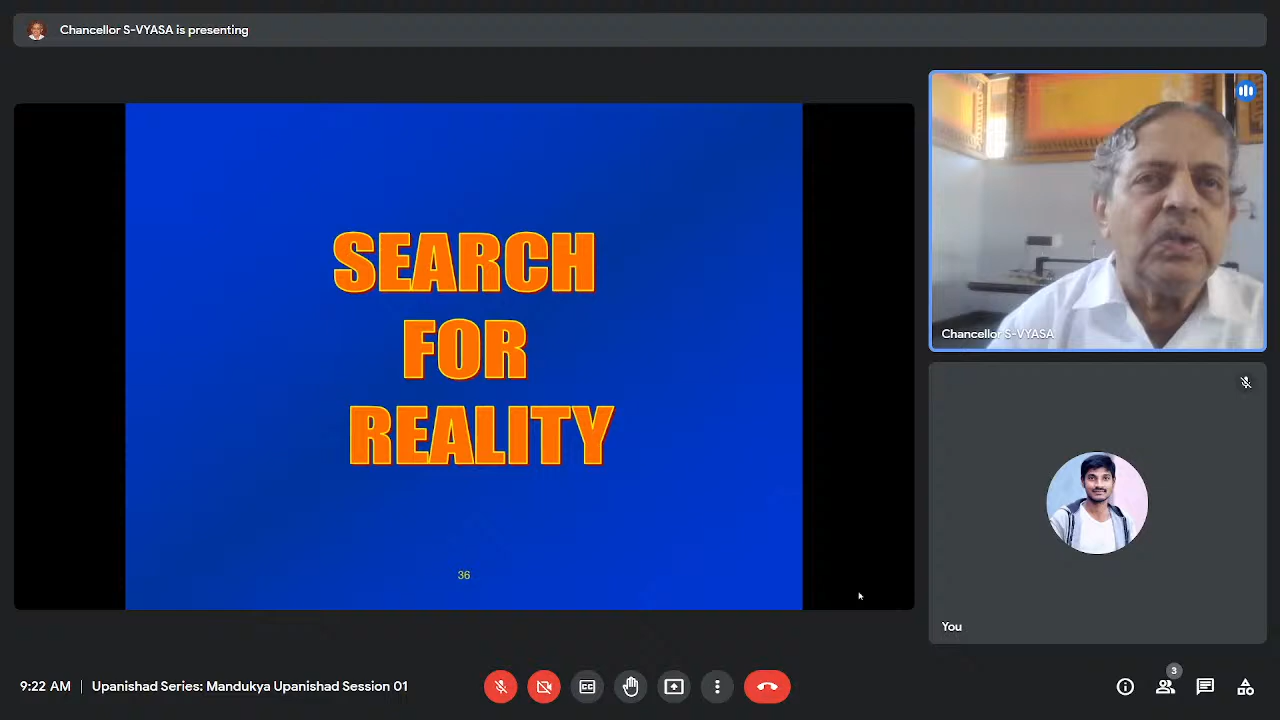 Chancellor S-VYASA is presenting
SEARCH
FOR
REALITY
36
Chancellor S-VYASA
You
9:22 AM | Upanishad Series: Mandukya Upanishad Session 01
3